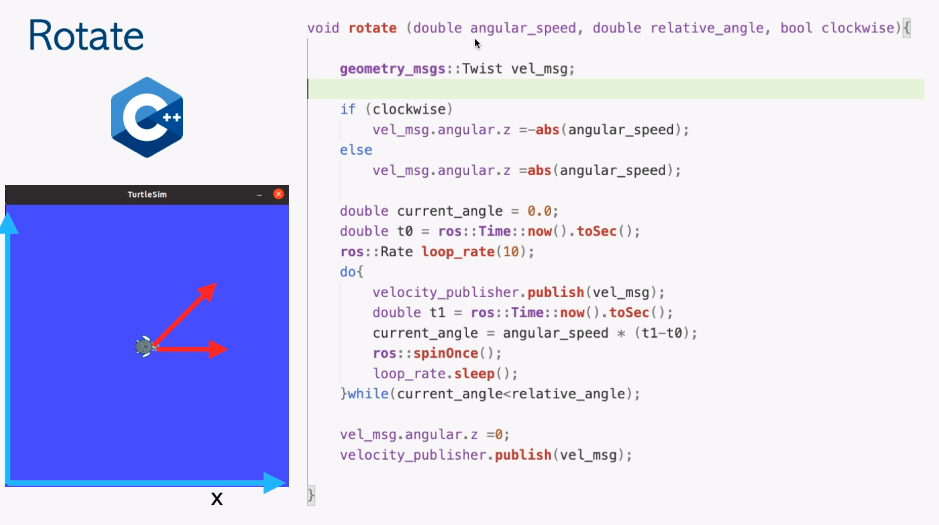 Rotate
C++
TurtleSim
x
void rotate (double angular_speed, double relative_angle, bool clockwise){
geometry_msgs::Twist vel_msg;
if (clockwise)
vel_msg.angular.z =-abs(angular_speed);
else
vel_msg.angular.z =abs(angular_speed);
double current_angle = 0.0;
double t0 = ros::Time::now().toSec();
ros::Rate loop_rate(10);
do{
velocity_publisher.publish(vel_msg);
double t1 = ros::Time::now().toSec();
current_angle = angular_speed * (t1-t0);
ros::spinOnce();
loop_rate.sleep();
}while(current_angle<relative_angle);
vel_msg.angular.z =0;
velocity_publisher.publish(vel_msg);
}